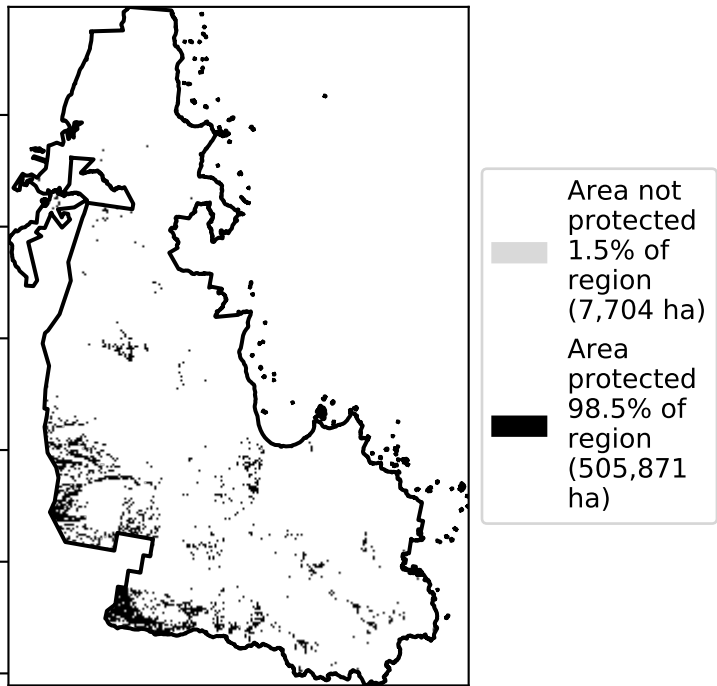 Area not
protected
1.5% of
region
(7,704 ha)
Area
protected
98.5% of
region
(505,871
ha)